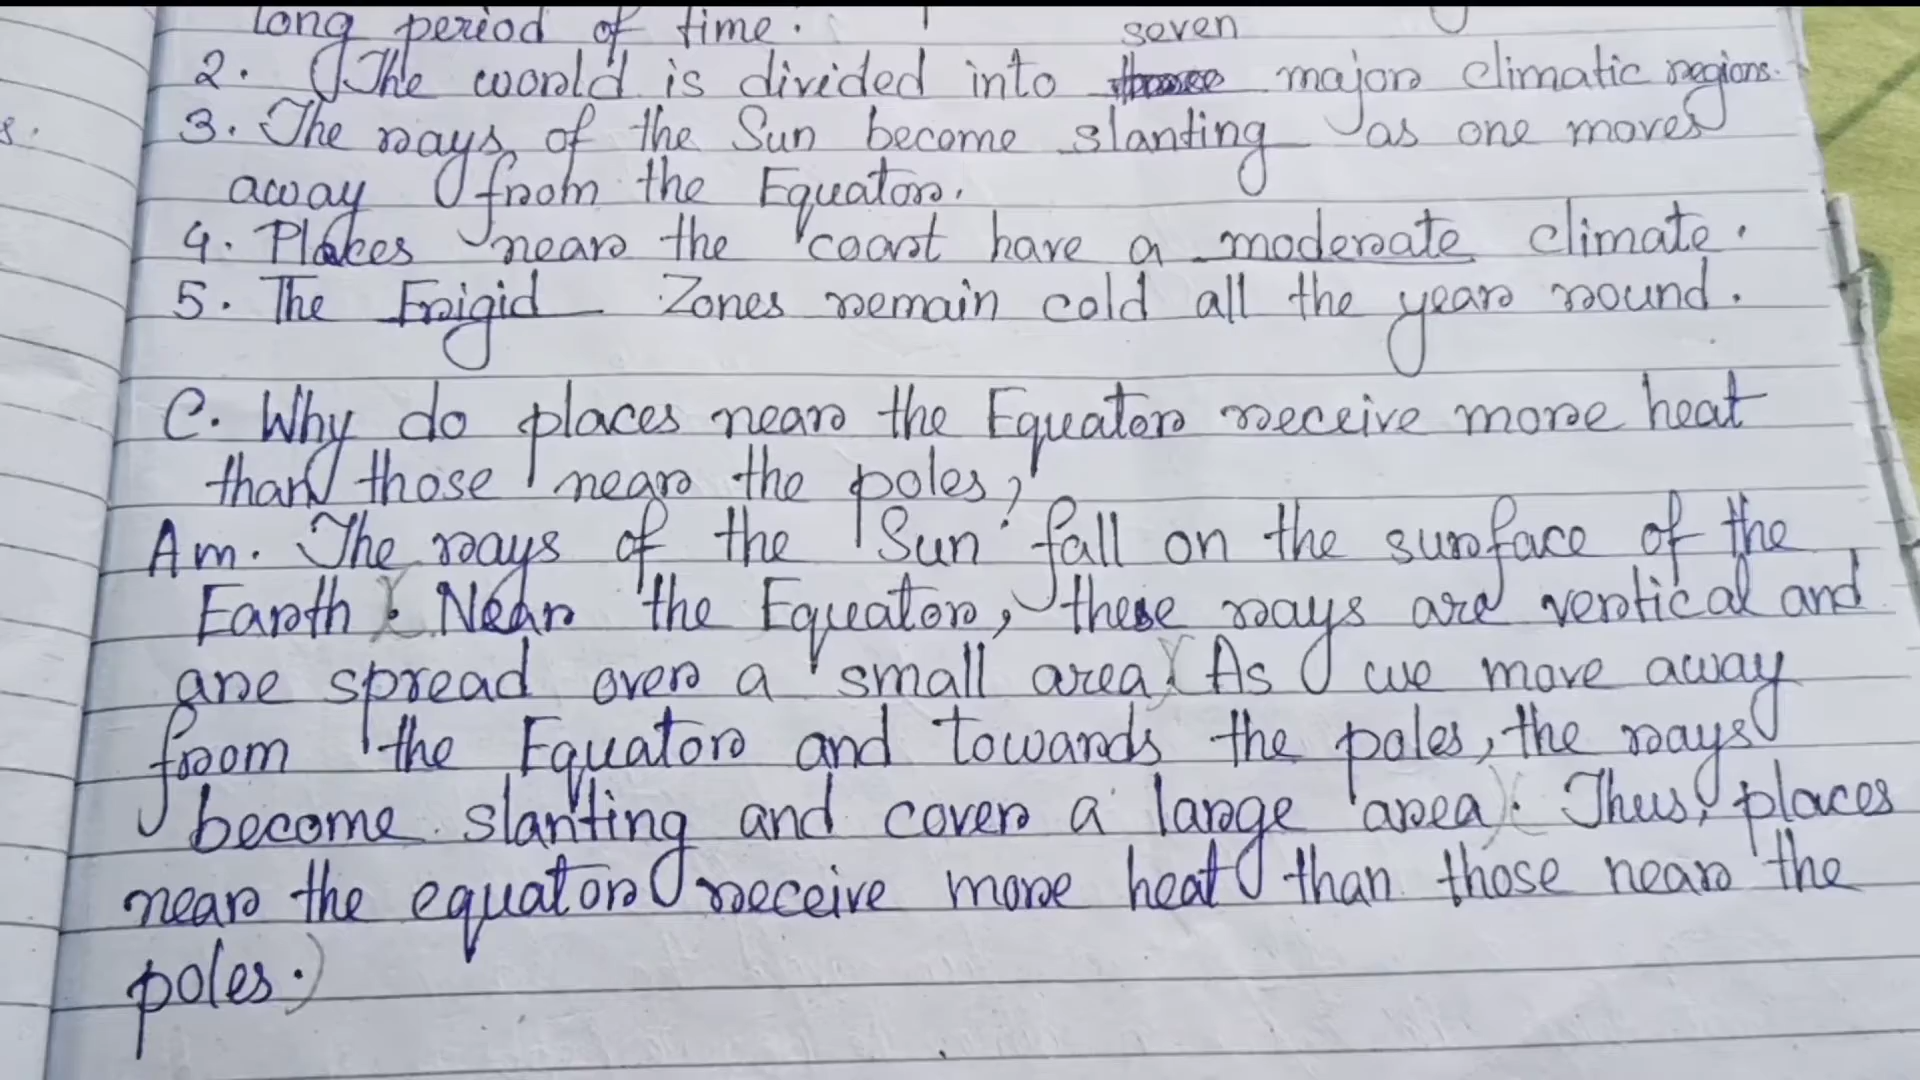 long period of time.
seven
2. The world is divided into major climatic regions.
s.
3. The rays of the Sun become slanting as one moves
away from the Equator.
4. Places near the coast have a moderate climate.
5. The Frigid Zones remain cold all the year round.
C. Why do places near the Equator receive more heat
than those near the poles?
Am. The rays of the Sun fall on the surface of the
Earth. Near the Equator, these rays are vertical and
are spread over a small area. As we move away
from the Equator and towards the poles, the rays
become slanting and cover a large area. Thus, places
near the equator receive more heat than those near the
poles.